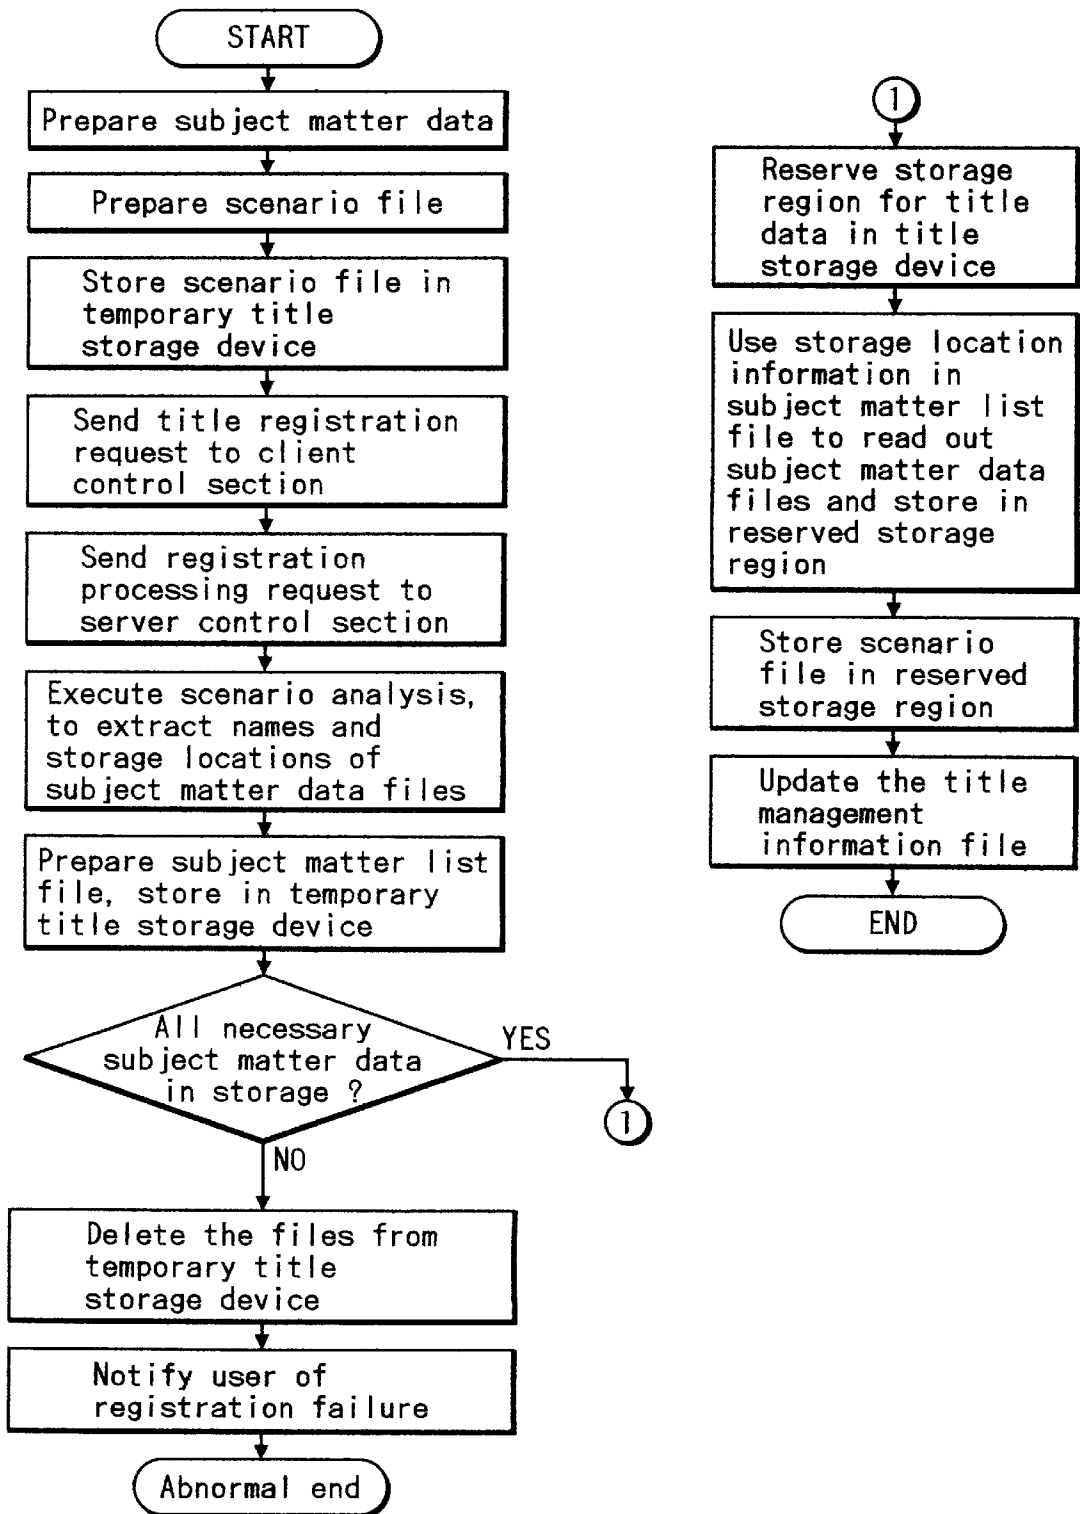 START
Prepare subject matter data
Prepare scenario file
Store scenario file in
temporary title
storage device
Send title registration
request to client
control section
Send registration
processing request to
server control section
Execute scenario analysis,
to extract names and
storage locations of
subject matter data files
Prepare subject matter list
file, store in temporary
title storage device
All necessary
subject matter data
in storage ?
YES
1
NO
Delete the files from
temporary title
storage device
Notify user of
registration failure
Abnormal end
1
Reserve storage
region for title
data in title
storage device
Use storage location
information in
subject matter list
file to read out
subject matter data
files and store in
reserved storage
region
Store scenario
file in reserved
storage region
Update the title
management
information file
END